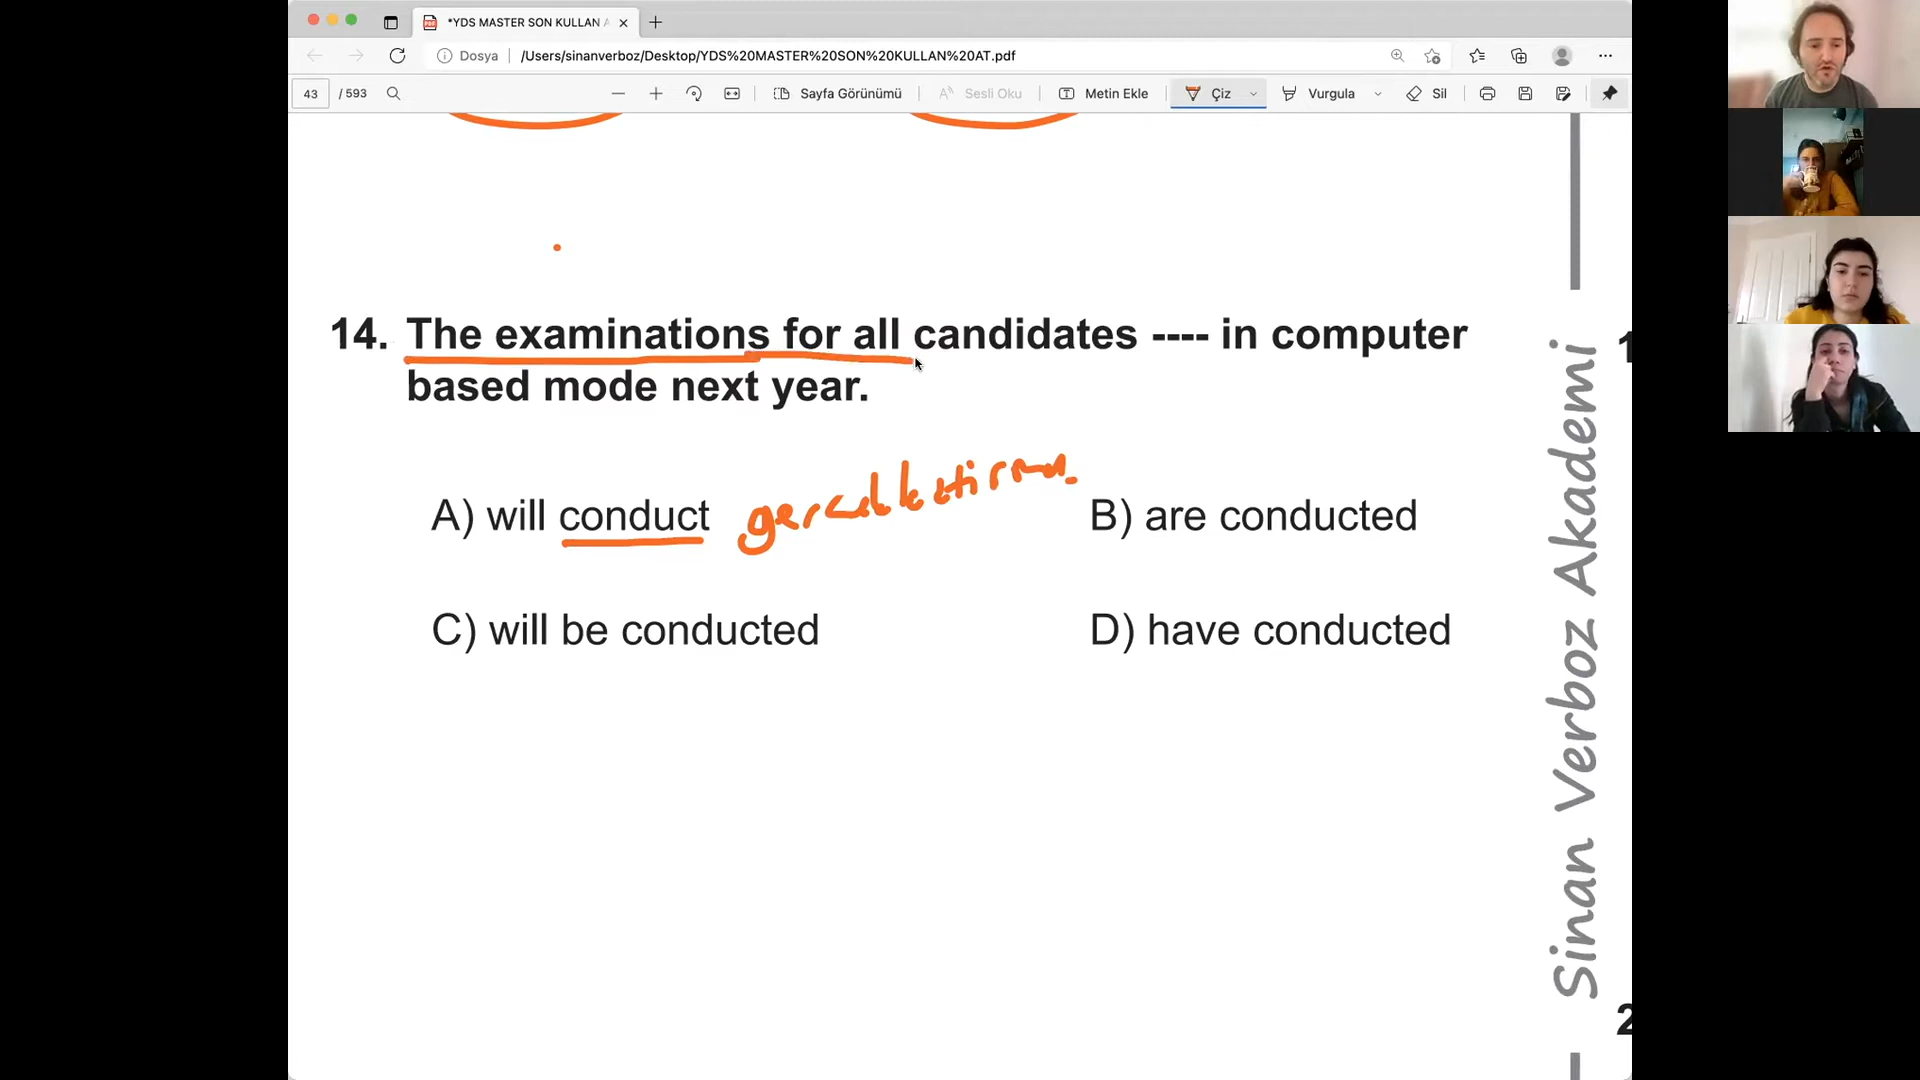 *YDS MASTER SON KULLAN A
Dosya /Users/sinanverboz/Desktop/YDS%20MASTER%20SON%20KULLAN%20AT.pdf
43 / 593 Sayfa Görünümü Sesli Oku Metin Ekle Çiz Vurgula Sil
14. The examinations for all candidates ---- in computer
based mode next year.
A) will conduct
B) are conducted
C) will be conducted
D) have conducted
Sinan Verboz Akademi
1
2